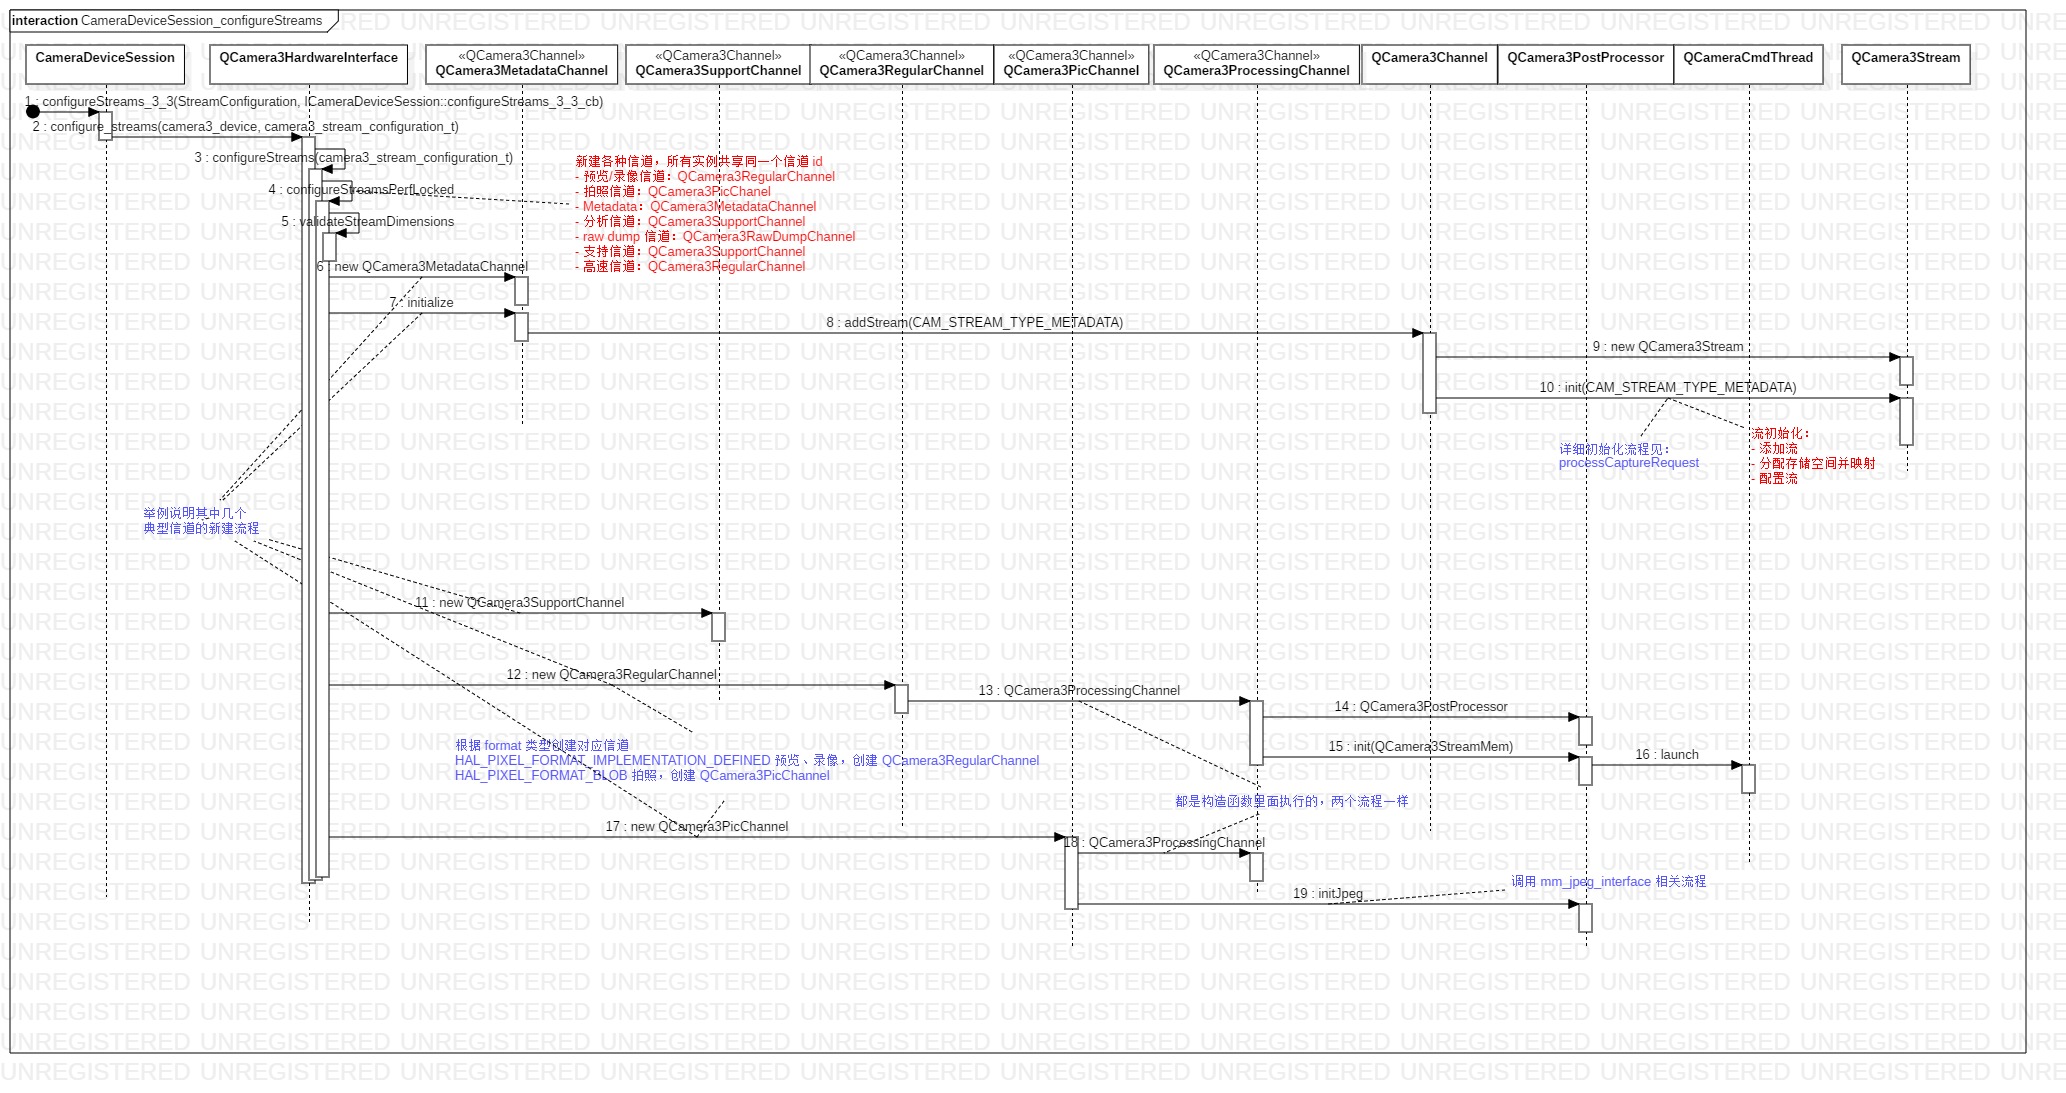 interaction CameraDeviceSession_configureStreams
CameraDeviceSession
QCamera3HardwareInterface
«QCamera3Channel»
QCamera3MetadataChannel
«QCamera3Channel»
QCamera3SupportChannel
«QCamera3Channel»
QCamera3RegularChannel
«QCamera3Channel»
QCamera3PicChannel
«QCamera3Channel»
QCamera3ProcessingChannel
QCamera3Channel
QCamera3PostProcessor
QCameraCmdThread
QCamera3Stream
1 : configureStreams_3_3(StreamConfiguration, ICameraDeviceSession::configureStreams_3_3_cb)
2 : configure_streams(camera3_device, camera3_stream_configuration_t)
3 : configureStreams(camera3_stream_configuration_t)
4 : configureStreamsPerfLocked
5 : validateStreamDimensions
新建各种信道，所有实例共享同一个信道 id
- 预览/录像信道：QCamera3RegularChannel
- 拍照信道：QCamera3PicChanel
- Metadata：QCamera3MetadataChannel
- 分析信道：QCamera3SupportChannel
- raw dump 信道：QCamera3RawDumpChannel
- 支持信道：QCamera3SupportChannel
- 高速信道：QCamera3RegularChannel
6 : new QCamera3MetadataChannel
7 : initialize
8 : addStream(CAM_STREAM_TYPE_METADATA)
9 : new QCamera3Stream
10 : init(CAM_STREAM_TYPE_METADATA)
详细初始化流程见：
processCaptureRequest
流初始化：
- 添加流
- 分配存储空间并映射
- 配置流
举例说明其中几个
典型信道的新建流程
11 : new QCamera3SupportChannel
12 : new QCamera3RegularChannel
13 : QCamera3ProcessingChannel
14 : QCamera3PostProcessor
15 : init(QCamera3StreamMem)
16 : launch
根据 format 类型创建对应信道
HAL_PIXEL_FORMAT_IMPLEMENTATION_DEFINED 预览、录像，创建 QCamera3RegularChannel
HAL_PIXEL_FORMAT_BLOB 拍照，创建 QCamera3PicChannel
都是构造函数里面执行的，两个流程一样
17 : new QCamera3PicChannel
18 : QCamera3ProcessingChannel
调用 mm_jpeg_interface 相关流程
19 : initJpeg